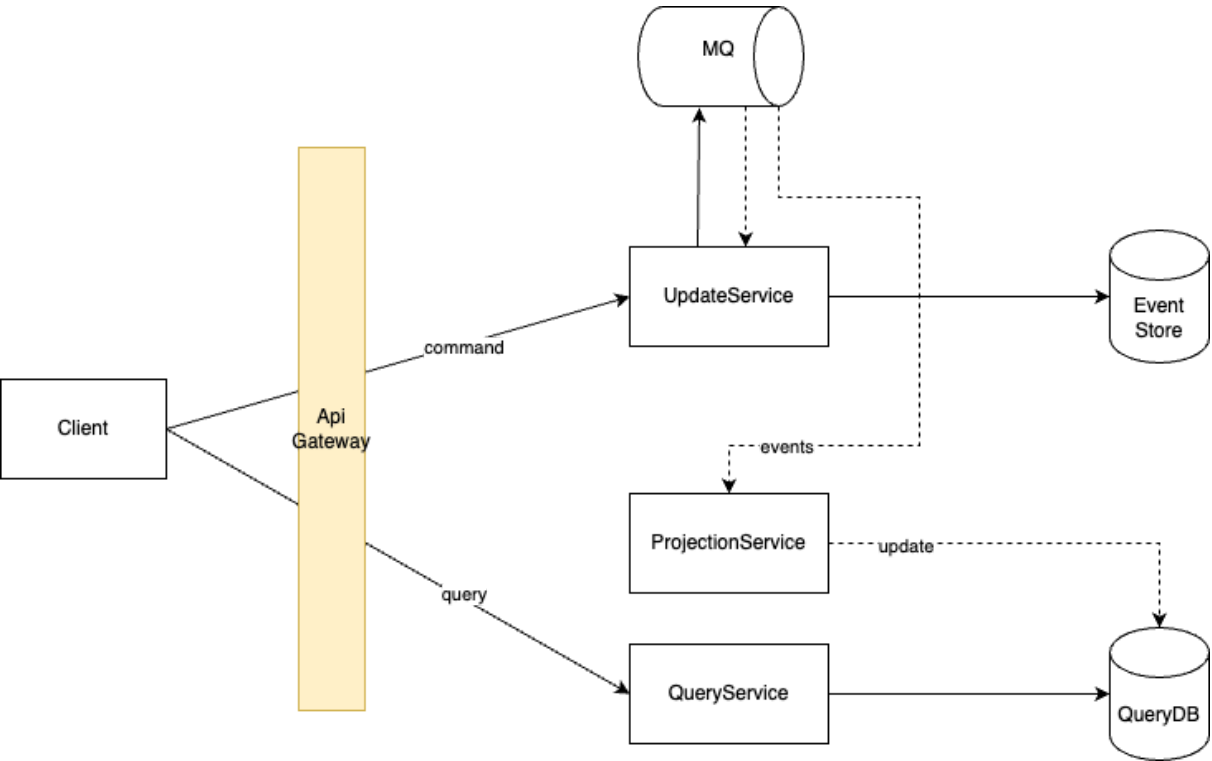 MQ
UpdateService
Event
Store
command
Client
Api
Gateway
events
ProjectionService
update
query
QueryService
QueryDB